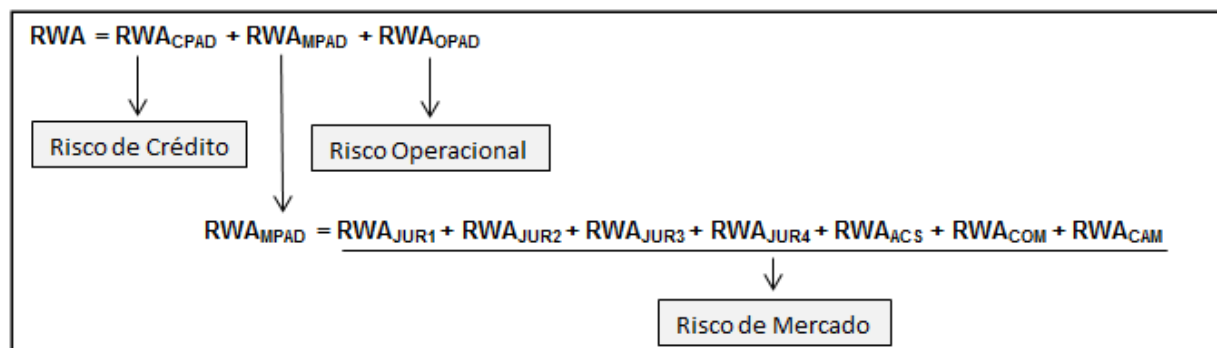 RWA = RWACPAD + RWAMPAD + RWAOPAD
Risco de Crédito
Risco Operacional
RWAMPAD = RWAJUR1 + RWAJUR2 + RWAJUR3 + RWAJUR4 + RWAACS + RWACOM + RWACAM
Risco de Mercado